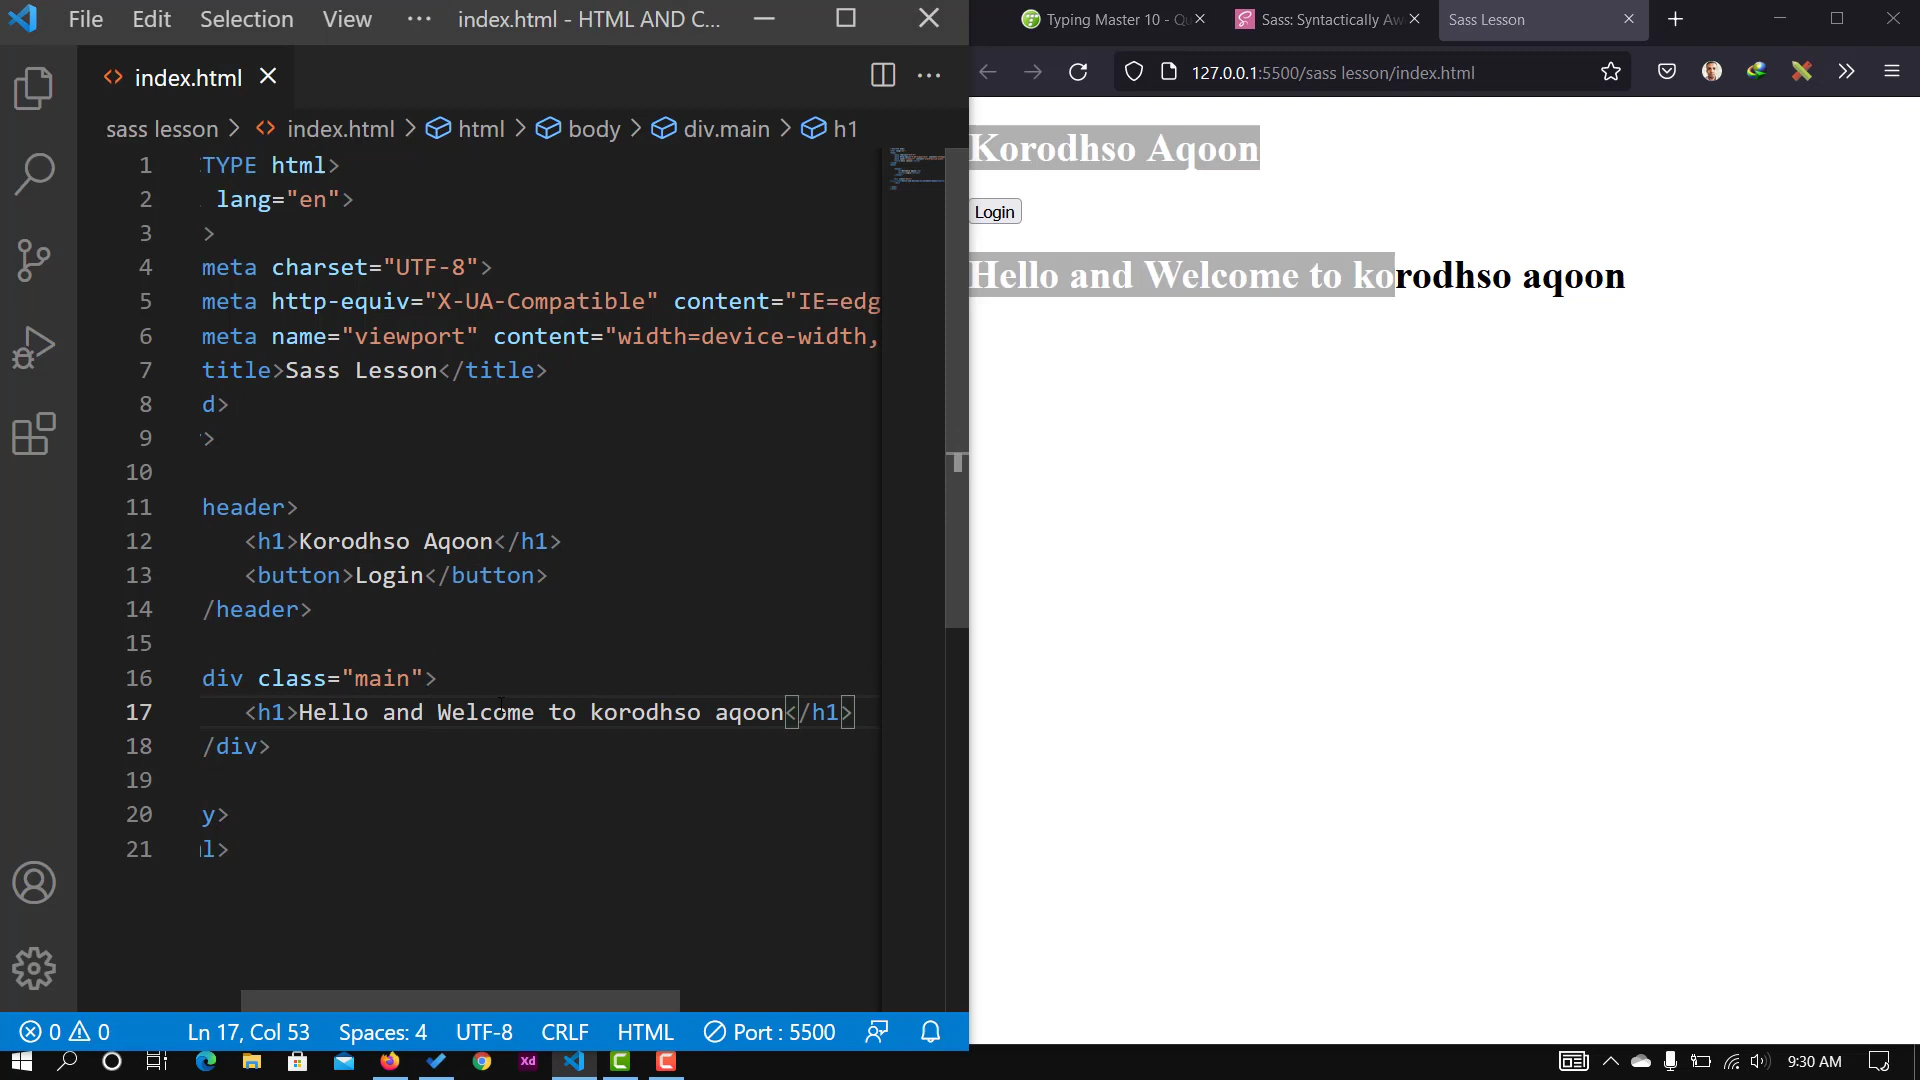 File Edit Selection View ··· index.html - HTML AND C...
index.html
sass lesson > index.html > html > body > div.main > h1
1 TYPE html>
2 lang="en">
3 >
4 meta charset="UTF-8">
5 meta http-equiv="X-UA-Compatible" content="IE=edg
6 meta name="viewport" content="width=device-width,
7 title>Sass Lesson</title>
8 d>
9 >
10
11 header>
12 <h1>Korodhso Aqoon</h1>
13 <button>Login</button>
14 /header>
15
16 div class="main">
17 <h1>Hello and Welcome to korodhso aqoon</h1>
18 /div>
19
20 y>
21 l>
0 0 Ln 17, Col 53 Spaces: 4 UTF-8 CRLF HTML Port : 5500
Typing Master 10 - Qu Sass: Syntactically Aw Sass Lesson
127.0.0.1:5500/sass lesson/index.html
Korodhso Aqoon
Login
Hello and Welcome to korodhso aqoon
Xd
9:30 AM